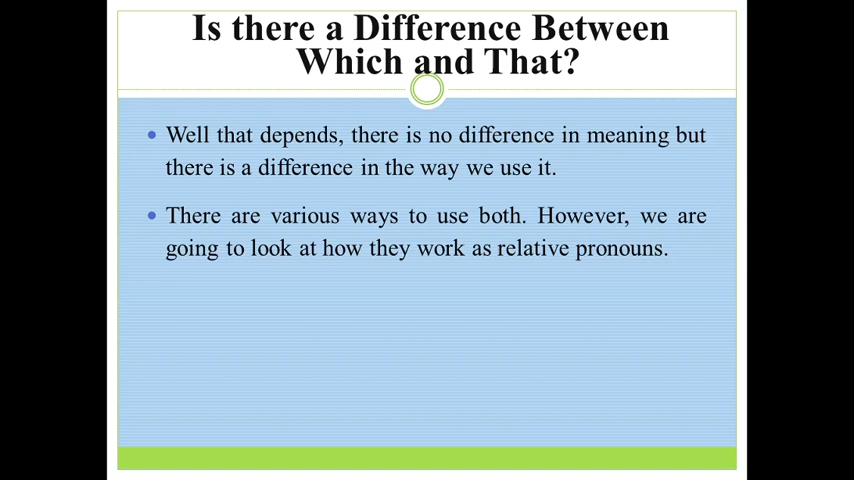 Is there a Difference Between
Which and That?
Well that depends, there is no difference in meaning but
there is a difference in the way we use it.
There are various ways to use both. However, we are
going to look at how they work as relative pronouns.